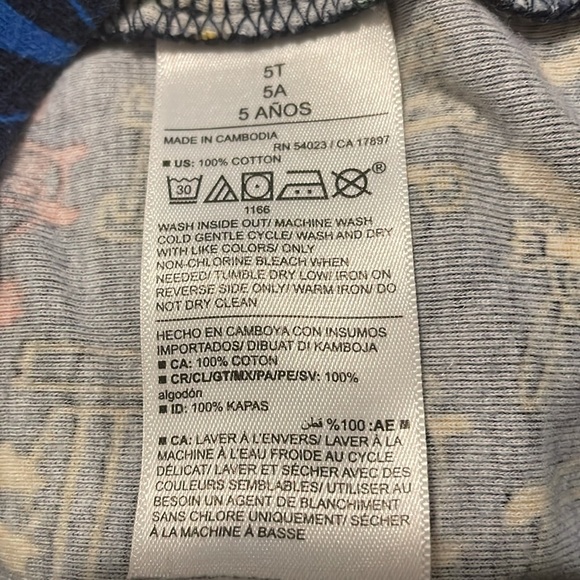 5T
5A
5 AÑOS
MADE IN CAMBODIA
RN 54023 / CA 17897
■ US: 100% COTTON
30 ®
1166
WASH INSIDE OUT/ MACHINE WASH
COLD GENTLE CYCLE/ WASH AND DRY
WITH LIKE COLORS/ ONLY
NON-CHLORINE BLEACH WHEN
NEEDED/ TUMBLE DRY LOW/ IRON ON
REVERSE SIDE ONLY/ WARM IRON/ DO
NOT DRY CLEAN
HECHO EN CAMBOYA CON INSUMOS
IMPORTADOS/ DIBUAT DI KAMBOJA
■ CA: 100% COTON
■ CR/CL/GT/MX/PA/PE/SV: 100%
algodón
■ ID: 100% KAPAS
■ AE: 100% قطن
■ CA: LAVER À L'ENVERS/ LAVER À LA
MACHINE À L'EAU FROIDE AU CYCLE
DÉLICAT/ LAVER ET SÉCHER AVEC DES
COULEURS SEMBLABLES/ UTILISER AU
BESOIN UN AGENT DE BLANCHIMENT
SANS CHLORE UNIQUEMENT/ SÉCHER
À LA MACHINE À BASSE